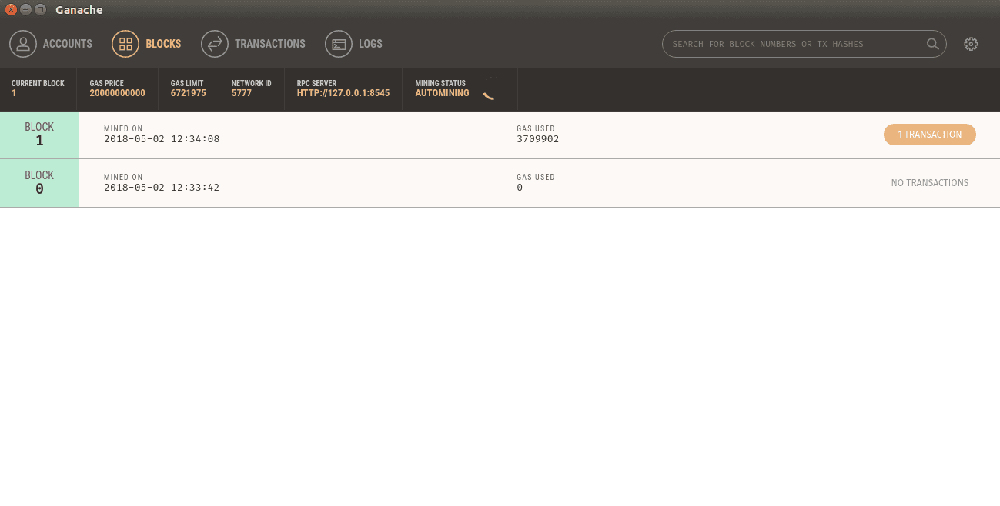 Ganache
ACCOUNTS BLOCKS TRANSACTIONS LOGS SEARCH FOR BLOCK NUMBERS OR TX HASHES
CURRENT BLOCK GAS PRICE GAS LIMIT NETWORK ID RPC SERVER MINING STATUS
1 20000000000 6721975 5777 HTTP://127.0.0.1:8545 AUTOMINING
BLOCK MINED ON GAS USED
1 2018-05-02 12:34:08 3709902 1 TRANSACTION
BLOCK MINED ON GAS USED
0 2018-05-02 12:33:42 0 NO TRANSACTIONS